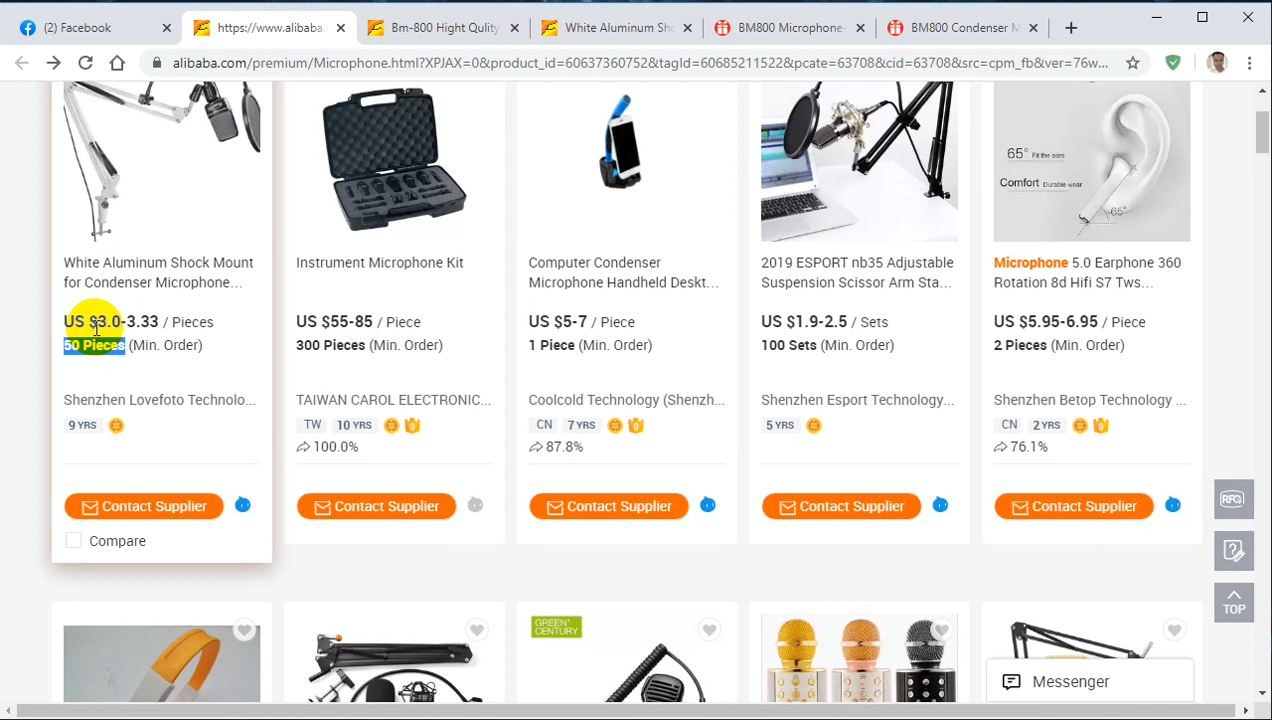 (2) Facebook
https://www.alibaba.
Bm-800 Hight Qulity
White Aluminum Sho
BM800 Microphone-
BM800 Condenser M
alibaba.com/premium/Microphone.html?XPJAX=0&product_id=60637360752&tagId=60685211522&pcate=63708&cid=63708&src=cpm_fb&ver=76w...
65° Fit the ears
Comfort Durable wear
65°
White Aluminum Shock Mount
for Condenser Microphone…
US $3.0-3.33 / Pieces
50 Pieces (Min. Order)
Shenzhen Lovefoto Technolo...
9 YRS
Contact Supplier
Compare
Instrument Microphone Kit
US $55-85 / Piece
300 Pieces (Min. Order)
TAIWAN CAROL ELECTRONIC...
TW 10 YRS
100.0%
Contact Supplier
Computer Condenser
Microphone Handheld Deskt…
US $5-7 / Piece
1 Piece (Min. Order)
Coolcold Technology (Shenzh...
CN 7 YRS
87.8%
Contact Supplier
2019 ESPORT nb35 Adjustable
Suspension Scissor Arm Sta…
US $1.9-2.5 / Sets
100 Sets (Min. Order)
Shenzhen Esport Technology...
5 YRS
Contact Supplier
Microphone 5.0 Earphone 360
Rotation 8d Hifi S7 Tws…
US $5.95-6.95 / Piece
2 Pieces (Min. Order)
Shenzhen Betop Technology ...
CN 2 YRS
76.1%
Contact Supplier
RFQ
TOP
GREEN CENTURY
Messenger